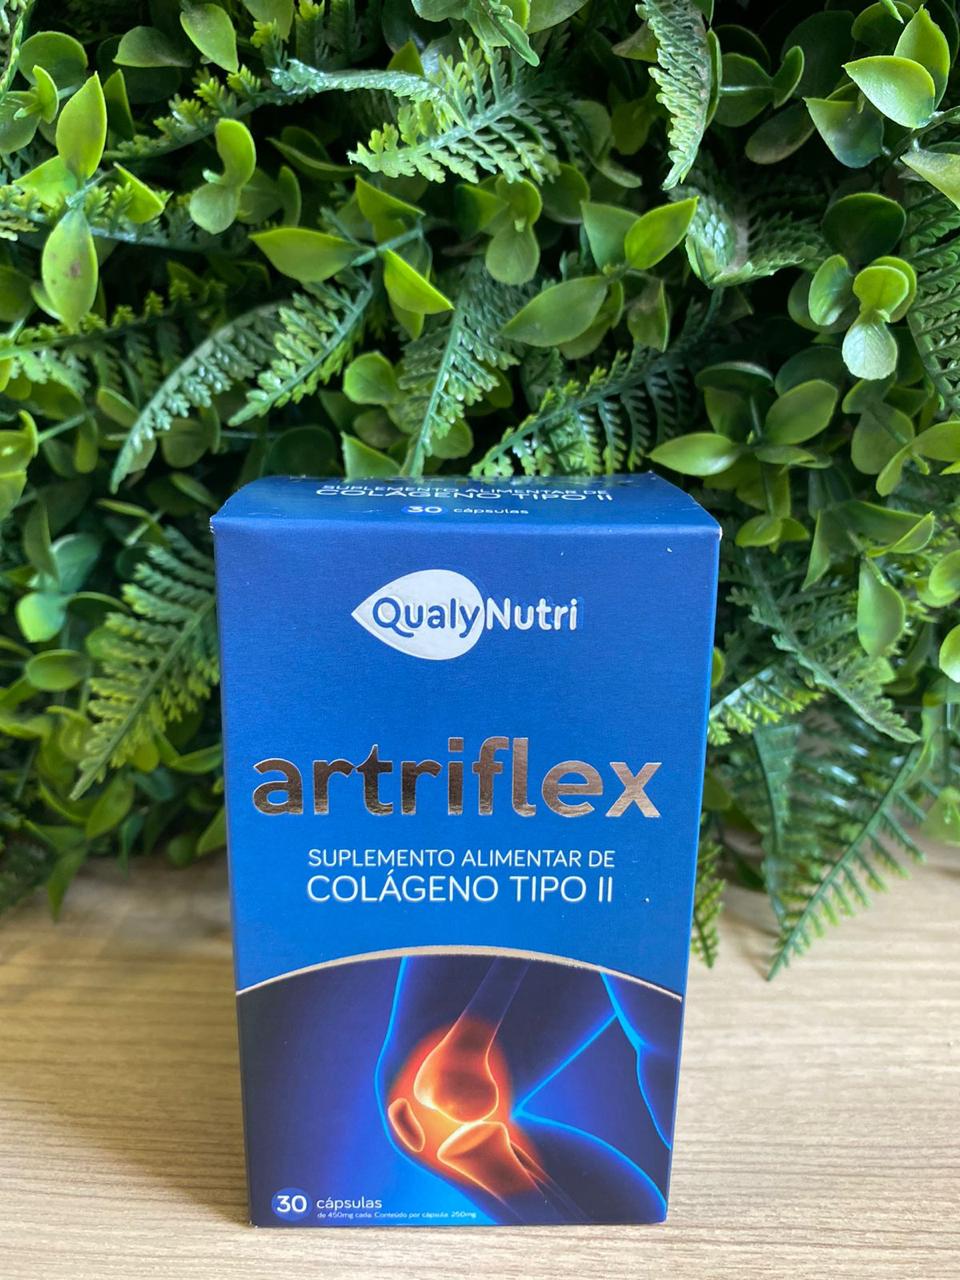 SUPLEMENTO ALIMENTAR DE
COLÁGENO TIPO II
30 cápsulas
QualyNutri
artriflex
SUPLEMENTO ALIMENTAR DE
COLÁGENO TIPO II
30 cápsulas
de 450mg cada. Conteúdo por cápsula: 250mg